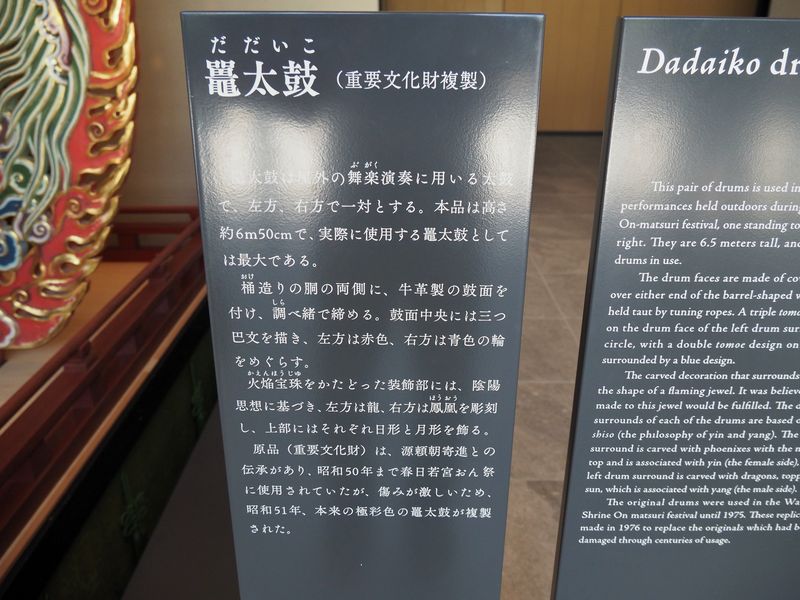 だだいこ
鼉太鼓（重要文化財複製）
鼉太鼓は屋外の舞楽演奏に用いる太鼓
ぶがく
で、左方、右方で一対とする。本品は高さ
約6m50cmで、実際に使用する鼉太鼓として
は最大である。
おけ
桶造りの胴の両側に、牛革製の鼓面を
しら
付け、調べ緒で締める。鼓面中央には三つ
巴文を描き、左方は赤色、右方は青色の輪
をめぐらす。
かえんほうじゅ
火焔宝珠をかたどった装飾部には、陰陽
ほうおう
思想に基づき、左方は龍、右方は鳳凰を彫刻
し、上部にはそれぞれ日形と月形を飾る。
原品（重要文化財）は、源頼朝寄進との
伝承があり、昭和50年まで春日若宮おん祭
に使用されていたが、傷みが激しいため、
昭和51年、本来の極彩色の鼉太鼓が複製
された。
Dadaiko
This pair of drums is used in
performances held outdoors during
On-matsuri festival, one standing to
right. They are 6.5 meters tall, and
drums in use.
The drum faces are made of
over either end of the barrel-shaped
held taut by tuning ropes. A triple
on the drum face of the left drum
circle, with a double tomoe design on
surrounded by a blue design.
The carved decoration that surrounds
the shape of a flaming jewel. It was
made to this jewel would be fulfilled. The
surrounds of each of the drums are based
shiso (the philosophy of yin and yang). The
surround is carved with phoenixes with the
top and is associated with yin (the female side).
left drum surround is carved with dragons,
sun, which is associated with yang (the male side).
The original drums were used in the
Shrine On matsuri festival until 1975. These
made in 1976 to replace the originals which had
damaged through centuries of usage.